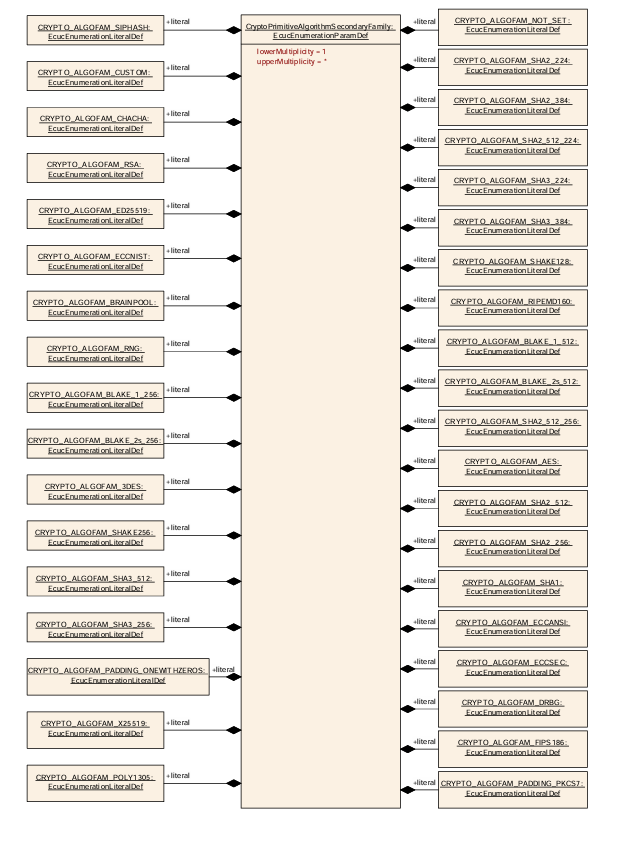 CRYPTO_ALGOFAM_SIPHASH:
EcucEnumerationLiteralDef
+literal
CRYPTO_ALGOFAM_CUSTOM:
EcucEnumerationLiteralDef
+literal
CRYPTO_ALGOFAM_CHACHA:
EcucEnumerationLiteralDef
+literal
CRYPTO_ALGOFAM_RSA:
EcucEnumerationLiteralDef
+literal
CRYPTO_ALGOFAM_ED25519:
EcucEnumerationLiteralDef
+literal
CRYPTO_ALGOFAM_ECCNIST:
EcucEnumerationLiteralDef
+literal
CRYPTO_ALGOFAM_BRAINPOOL:
EcucEnumerationLiteralDef
+literal
CRYPTO_ALGOFAM_RNG:
EcucEnumerationLiteralDef
+literal
CRYPTO_ALGOFAM_BLAKE_1_256:
EcucEnumerationLiteralDef
+literal
CRYPTO_ALGOFAM_BLAKE_2s_256:
EcucEnumerationLiteralDef
+literal
CRYPTO_ALGOFAM_3DES:
EcucEnumerationLiteralDef
+literal
CRYPTO_ALGOFAM_SHAKE256:
EcucEnumerationLiteralDef
+literal
CRYPTO_ALGOFAM_SHA3_512:
EcucEnumerationLiteralDef
+literal
CRYPTO_ALGOFAM_SHA3_256:
EcucEnumerationLiteralDef
+literal
CRYPTO_ALGOFAM_PADDING_ONEWITHZEROS:
EcucEnumerationLiteralDef
+literal
CRYPTO_ALGOFAM_X25519:
EcucEnumerationLiteralDef
+literal
CRYPTO_ALGOFAM_POLY1305:
EcucEnumerationLiteralDef
+literal
CryptoPrimitiveAlgorithmSecondaryFamily:
EcucEnumerationParamDef
lowerMultiplicity = 1
upperMultiplicity = *
+literal
CRYPTO_ALGOFAM_NOT_SET:
EcucEnumerationLiteralDef
+literal
CRYPTO_ALGOFAM_SHA2_224:
EcucEnumerationLiteralDef
+literal
CRYPTO_ALGOFAM_SHA2_384:
EcucEnumerationLiteralDef
+literal
CRYPTO_ALGOFAM_SHA2_512_224:
EcucEnumerationLiteralDef
+literal
CRYPTO_ALGOFAM_SHA3_224:
EcucEnumerationLiteralDef
+literal
CRYPTO_ALGOFAM_SHA3_384:
EcucEnumerationLiteralDef
+literal
CRYPTO_ALGOFAM_SHAKE128:
EcucEnumerationLiteralDef
+literal
CRYPTO_ALGOFAM_RIPEMD160:
EcucEnumerationLiteralDef
+literal
CRYPTO_ALGOFAM_BLAKE_1_512:
EcucEnumerationLiteralDef
+literal
CRYPTO_ALGOFAM_BLAKE_2s_512:
EcucEnumerationLiteralDef
+literal
CRYPTO_ALGOFAM_SHA2_512_256:
EcucEnumerationLiteralDef
+literal
CRYPTO_ALGOFAM_AES:
EcucEnumerationLiteralDef
+literal
CRYPTO_ALGOFAM_SHA2_512:
EcucEnumerationLiteralDef
+literal
CRYPTO_ALGOFAM_SHA2_256:
EcucEnumerationLiteralDef
+literal
CRYPTO_ALGOFAM_SHA1:
EcucEnumerationLiteralDef
+literal
CRYPTO_ALGOFAM_ECCANSI:
EcucEnumerationLiteralDef
+literal
CRYPTO_ALGOFAM_ECCSEC:
EcucEnumerationLiteralDef
+literal
CRYPTO_ALGOFAM_DRBG:
EcucEnumerationLiteralDef
+literal
CRYPTO_ALGOFAM_FIPS186:
EcucEnumerationLiteralDef
+literal
CRYPTO_ALGOFAM_PADDING_PKCS7:
EcucEnumerationLiteralDef